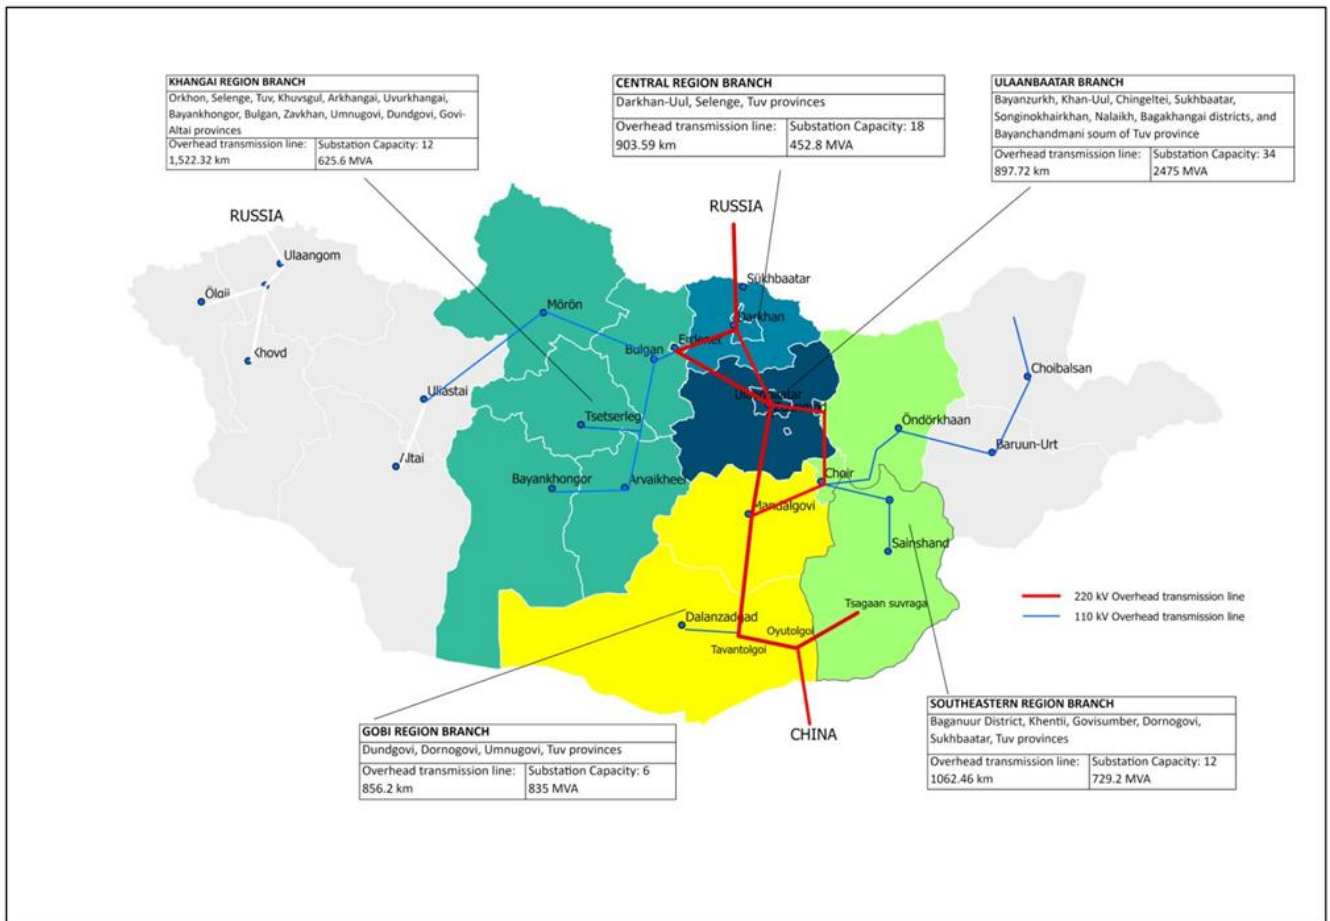 KHANGAI REGION BRANCH
Orkhon, Selenge, Tuv, Khuvsgul, Arkhangai, Uvurkhangai,
Bayankhongor, Bulgan, Zavkhan, Umnugovi, Dundgovi, Govi-
Altai provinces
Overhead transmission line:
1,522.32 km
Substation Capacity: 12
625.6 MVA
CENTRAL REGION BRANCH
Darkhan-Uul, Selenge, Tuv provinces
Overhead transmission line:
903.59 km
Substation Capacity: 18
452.8 MVA
ULAANBAATAR BRANCH
Bayanzurkh, Khan-Uul, Chingeltei, Sukhbaatar,
Songinokhairkhan, Nalaikh, Bagakhangai districts, and
Bayanchandmani soum of Tuv province
Overhead transmission line:
897.72 km
Substation Capacity: 34
2475 MVA
RUSSIA
RUSSIA
Ulaangom
Ölgii
Khovd
Mörön
Sükhbaatar
Darkhan
Erdenet
Bulgan
Uliastai
Altai
Tsetserleg
Bayankhongor
Arvaikheer
Ulaanbaatar
Choibalsan
Öndörkhaan
Baruun-Urt
Choir
Mandalgovi
Sainshand
Tsagaan suvraga
Dalanzadgad
Oyutolgoi
Tavantolgoi
CHINA
220 kV Overhead transmission line
110 kV Overhead transmission line
GOBI REGION BRANCH
Dundgovi, Dornogovi, Umnugovi, Tuv provinces
Overhead transmission line:
856.2 km
Substation Capacity: 6
835 MVA
SOUTHEASTERN REGION BRANCH
Baganuur District, Khentii, Govisumber, Dornogovi,
Sukhbaatar, Tuv provinces
Overhead transmission line:
1062.46 km
Substation Capacity: 12
729.2 MVA